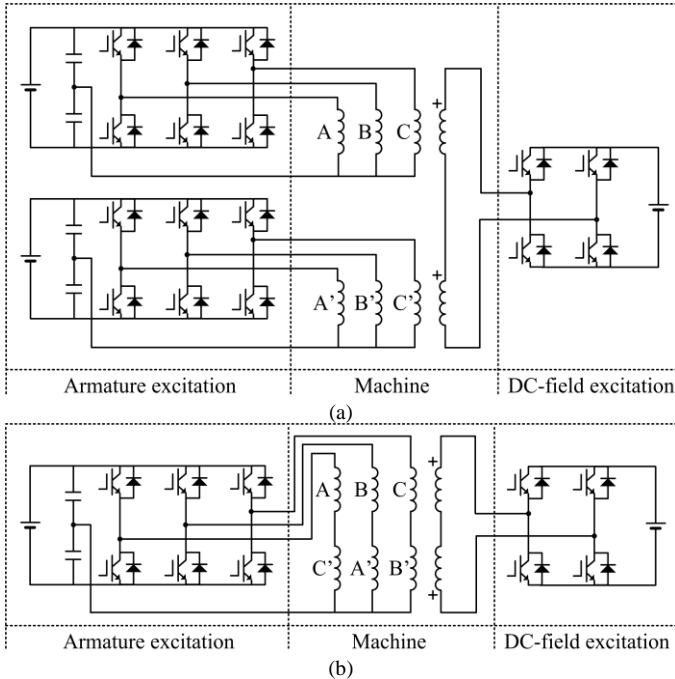 A B C +
A' B' C' +
Armature excitation Machine DC-field excitation
(a)
A B C +
C' A' B' +
Armature excitation Machine DC-field excitation
(b)